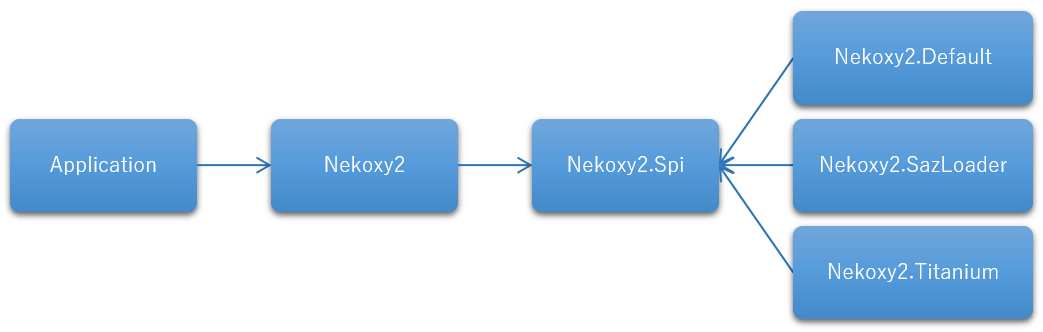 Application
Nekoxy2
Nekoxy2.Spi
Nekoxy2.Default
Nekoxy2.SazLoader
Nekoxy2.Titanium